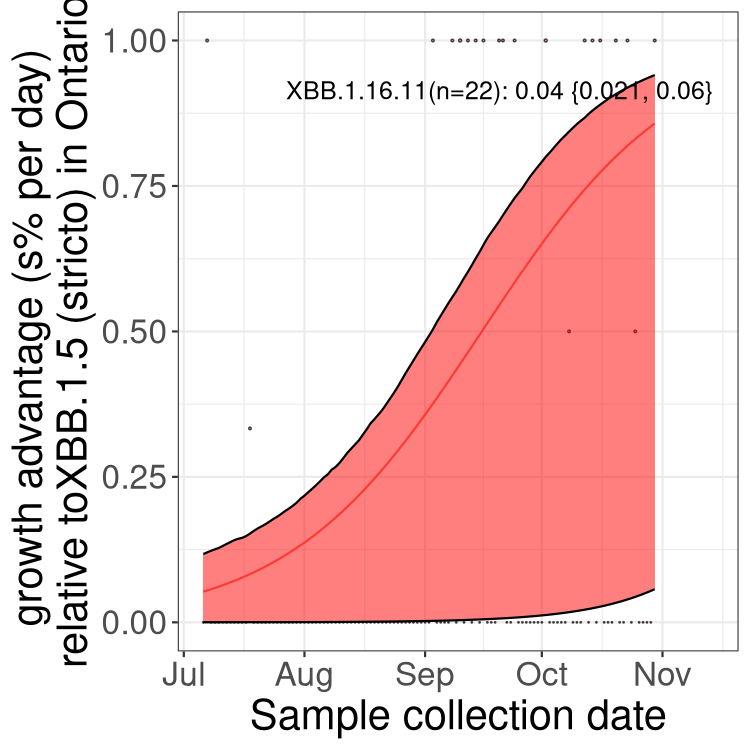 growth advantage (s% per day)
relative toXBB.1.5 (stricto) in Ontario
1.00
0.75
0.50
0.25
0.00
XBB.1.16.11(n=22): 0.04 {0.021, 0.06}
Jul Aug Sep Oct Nov
Sample collection date